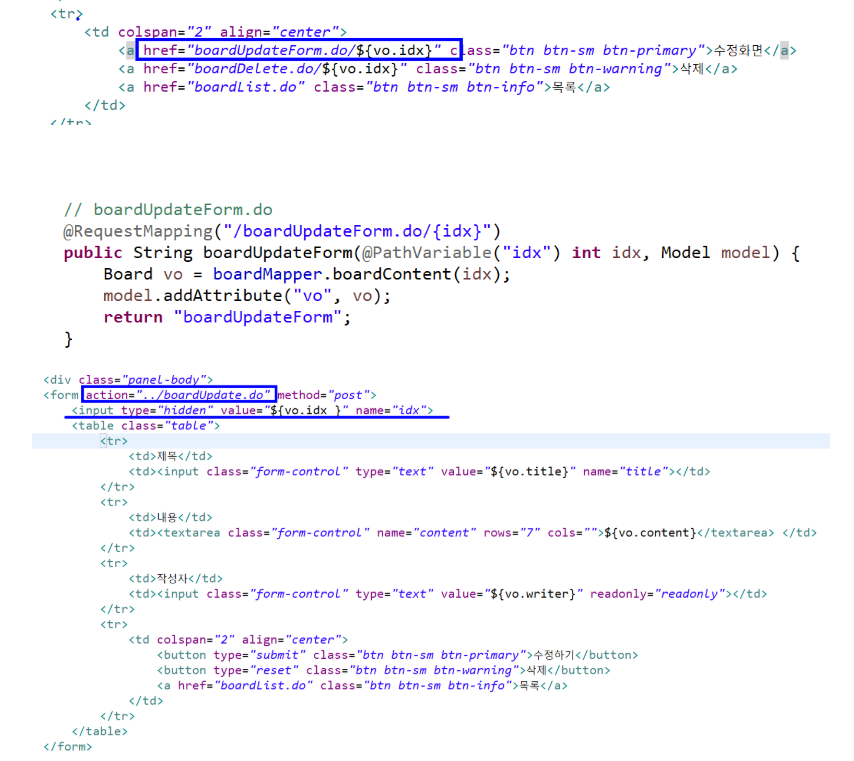 <tr>
<td colspan="2" align="center">
<a href="boardUpdateForm.do/${vo.idx}" class="btn btn-sm btn-primary">수정화면</a>
<a href="boardDelete.do/${vo.idx}" class="btn btn-sm btn-warning">삭제</a>
<a href="boardList.do" class="btn btn-sm btn-info">목록</a>
</td>
</tr>
// boardUpdateForm.do
@RequestMapping("/boardUpdateForm.do/{idx}")
public String boardUpdateForm(@PathVariable("idx") int idx, Model model) {
Board vo = boardMapper.boardContent(idx);
model.addAttribute("vo", vo);
return "boardUpdateForm";
}
<div class="panel-body">
<form action="../boardUpdate.do" method="post">
<input type="hidden" value="${vo.idx }" name="idx">
<table class="table">
<tr>
<td>제목</td>
<td><input class="form-control" type="text" value="${vo.title}" name="title"></td>
</tr>
<tr>
<td>내용</td>
<td><textarea class="form-control" name="content" rows="7" cols="">${vo.content}</textarea> </td>
</tr>
<tr>
<td>작성자</td>
<td><input class="form-control" type="text" value="${vo.writer}" readonly="readonly"></td>
</tr>
<tr>
<td colspan="2" align="center">
<button type="submit" class="btn btn-sm btn-primary">수정하기</button>
<button type="reset" class="btn btn-sm btn-warning">삭제</button>
<a href="boardList.do" class="btn btn-sm btn-info">목록</a>
</td>
</tr>
</table>
</form>